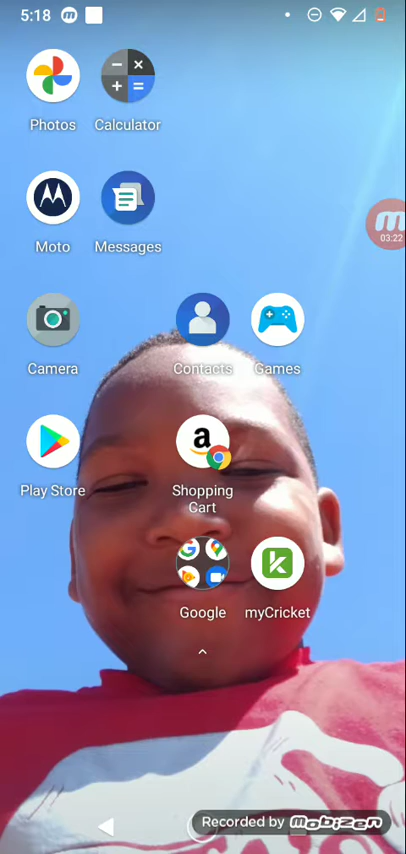 5:18
Photos
Calculator
Moto
Messages
03:22
Camera
Contacts
Games
Play Store
Shopping
Cart
Google
myCricket
Recorded by mobizen